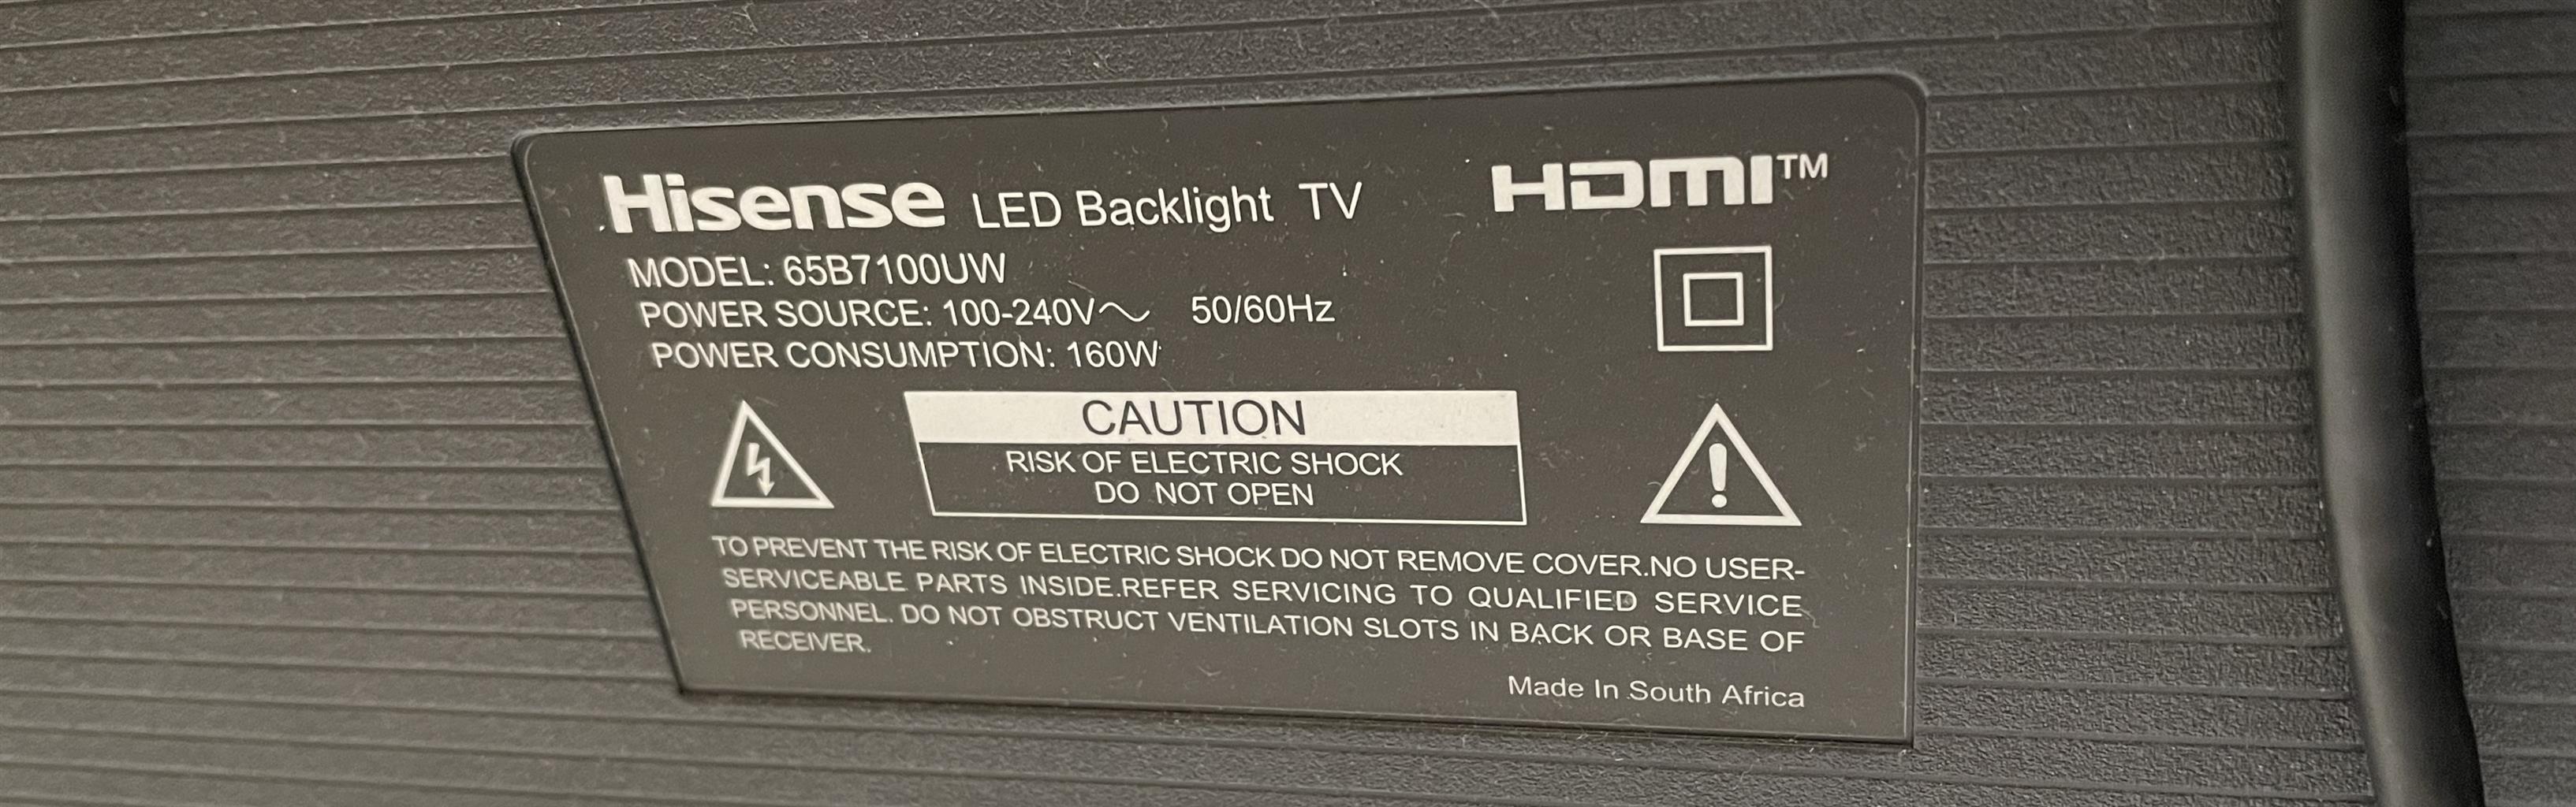 Hisense LED Backlight TV HDMI™
MODEL: 65B7100UW
POWER SOURCE: 100-240V～ 50/60Hz
POWER CONSUMPTION: 160W
CAUTION
RISK OF ELECTRIC SHOCK
DO NOT OPEN
TO PREVENT THE RISK OF ELECTRIC SHOCK DO NOT REMOVE COVER.NO USER-
SERVICEABLE PARTS INSIDE.REFER SERVICING TO QUALIFIED SERVICE
PERSONNEL. DO NOT OBSTRUCT VENTILATION SLOTS IN BACK OR BASE OF
RECEIVER.
Made In South Africa